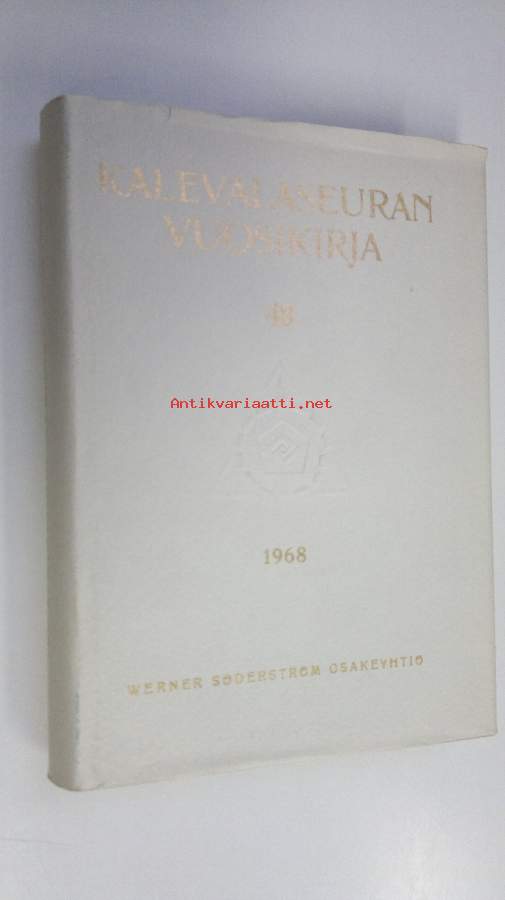 KALEVALASEURAN
VUOSIKIRJA
48
Antikvariaatti.net
1968
WERNER SÖDERSTRÖM OSAKEYHTIÖ